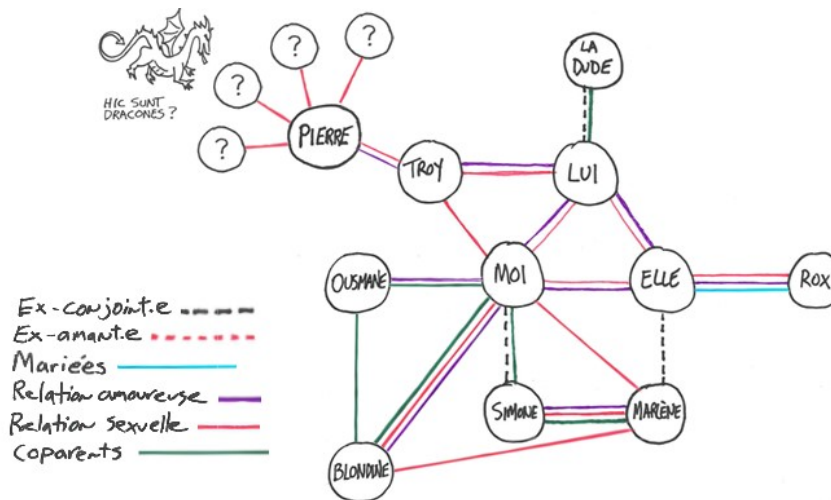 HIC SUNT
DRACONES?
?
?
?
?
PIERRE
TROY
LA
DUDE
LUI
OUSMANE
MOI
ELLE
ROX
SIMONE
MARLÈNE
BLONDINE
Ex-conjoint.e
Ex-amant.e
Mariéés
Relation amoureuse
Relation sexuelle
Coparents